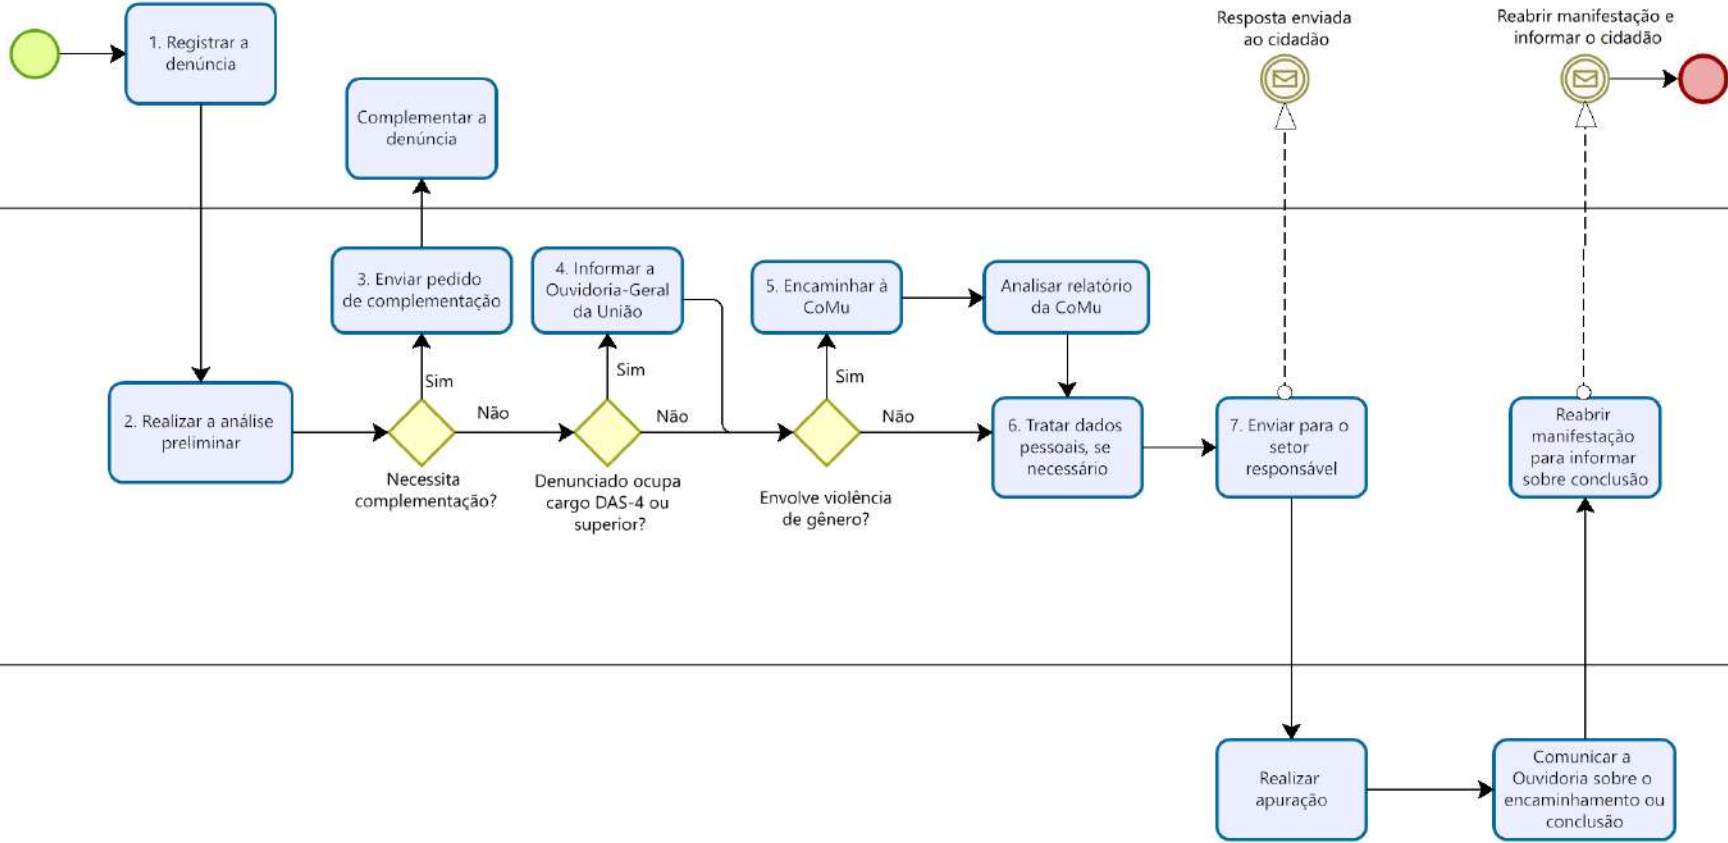 1. Registrar a
denúncia
Complementar a
denúncia
Resposta enviada
ao cidadão
Reabrir manifestação e
informar o cidadão
3. Enviar pedido
de complementação
4. Informar a
Ouvidoria-Geral
da União
5. Encaminhar à
CoMu
Analisar relatório
da CoMu
Sim
Sim
Sim
2. Realizar a análise
preliminar
Não
Não
Não
Necessita
complementação?
Denunciado ocupa
cargo DAS-4 ou
superior?
Envolve violência
de gênero?
6. Tratar dados
pessoais, se
necessário
7. Enviar para o
setor
responsável
Reabrir
manifestação
para informar
sobre conclusão
Realizar
apuração
Comunicar a
Ouvidoria sobre o
encaminhamento ou
conclusão